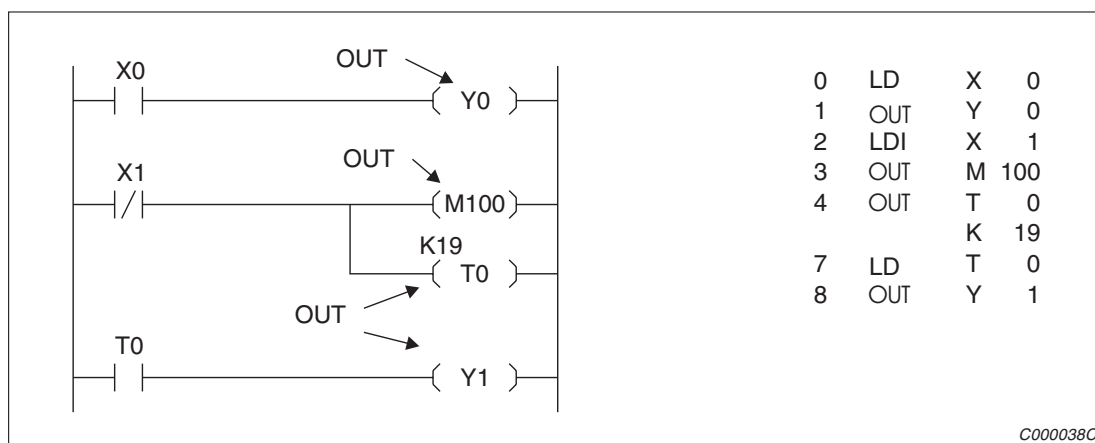 X0
OUT
Y0
X1
OUT
M100
K19
T0
OUT
T0
Y1
0 LD X 0
1 OUT Y 0
2 LDI X 1
3 OUT M 100
4 OUT T 0
K 19
7 LD T 0
8 OUT Y 1
C000038C